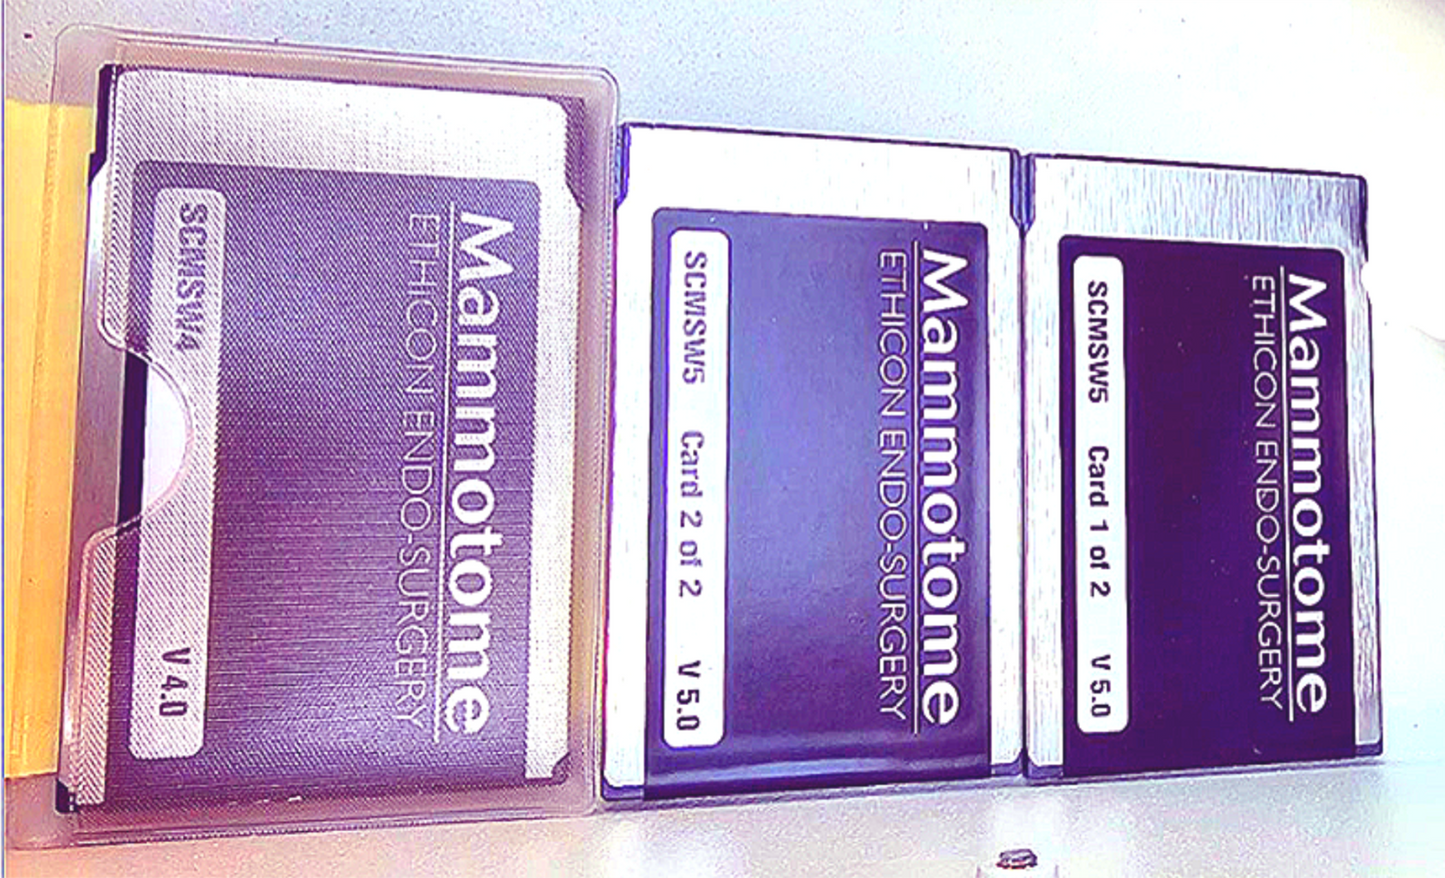 Mammotome
ETHICON ENDO-SURGERY
SCMSW4 V 4.0
Mammotome
ETHICON ENDO-SURGERY
SCMSW5 Card 2 of 2 V 5.0
Mammotome
ETHICON ENDO-SURGERY
SCMSW5 Card 1 of 2 V 5.0